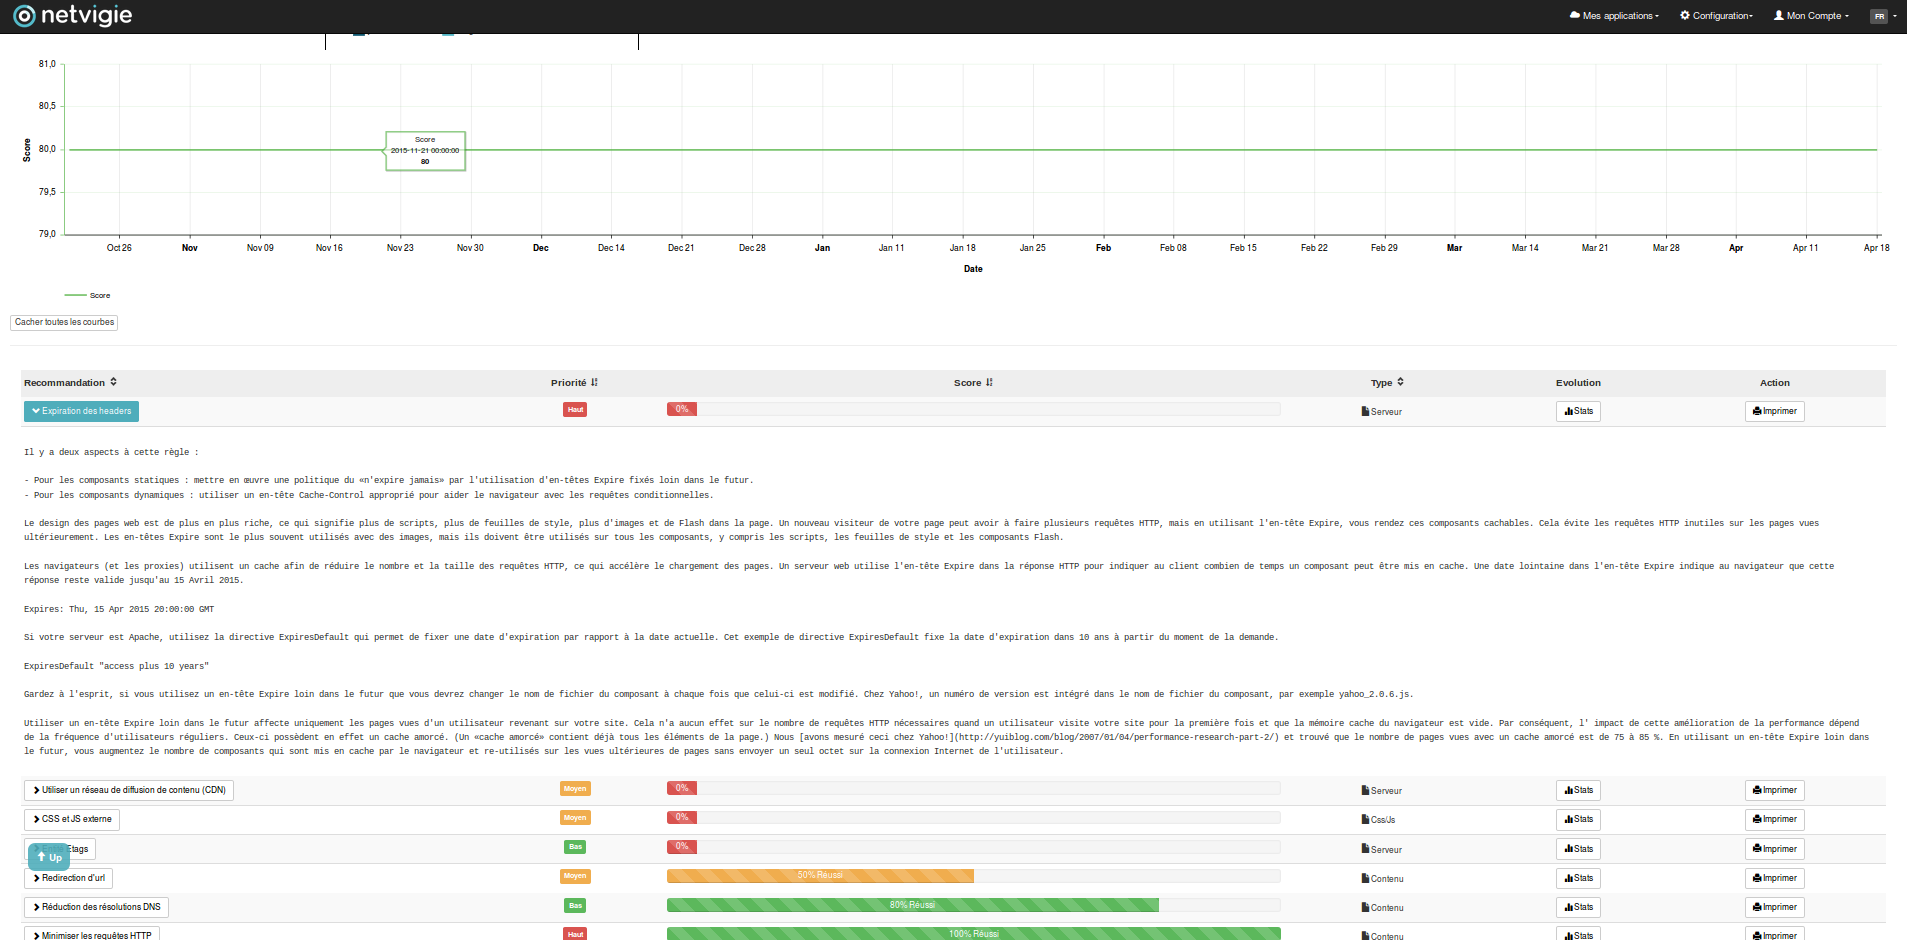 netvigie
Mes applications
Configuration
Mon Compte
FR
81,0
80,5
80,0
79,5
79,0
Score
Score
2015-11-21 00:00:00
80
Oct 26 Nov Nov 09 Nov 16 Nov 23 Nov 30 Dec Dec 14 Dec 21 Dec 28 Jan Jan 11 Jan 18 Jan 25 Feb Feb 08 Feb 15 Feb 22 Feb 29 Mar Mar 14 Mar 21 Mar 28 Apr Apr 11 Apr 18
Date
Score
Cacher toutes les courbes
Recommandation Priorité Score Type Evolution Action
Expiration des headers Haut 0% Serveur Stats Imprimer
Il y a deux aspects à cette règle :
- Pour les composants statiques : mettre en œuvre une politique du «n'expire jamais» par l'utilisation d'en-têtes Expire fixés loin dans le futur.
- Pour les composants dynamiques : utiliser un en-tête Cache-Control approprié pour aider le navigateur avec les requêtes conditionnelles.
Le design des pages web est de plus en plus riche, ce qui signifie plus de scripts, plus de feuilles de style, plus d'images et de Flash dans la page. Un nouveau visiteur de votre page peut avoir à faire plusieurs requêtes HTTP, mais en utilisant l'en-tête Expire, vous rendez ces composants cachables. Cela évite les requêtes HTTP inutiles sur les pages vues
ultérieurement. Les en-têtes Expire sont le plus souvent utilisés avec des images, mais ils doivent être utilisés sur tous les composants, y compris les scripts, les feuilles de style et les composants Flash.
Les navigateurs (et les proxies) utilisent un cache afin de réduire le nombre et la taille des requêtes HTTP, ce qui accélère le chargement des pages. Un serveur web utilise l'en-tête Expire dans la réponse HTTP pour indiquer au client combien de temps un composant peut être mis en cache. Une date lointaine dans l'en-tête Expire indique au navigateur que cette
réponse reste valide jusqu'au 15 Avril 2015.
Expires: Thu, 15 Apr 2015 20:00:00 GMT
Si votre serveur est Apache, utilisez la directive ExpiresDefault qui permet de fixer une date d'expiration par rapport à la date actuelle. Cet exemple de directive ExpiresDefault fixe la date d'expiration dans 10 ans à partir du moment de la demande.
ExpiresDefault "access plus 10 years"
Gardez à l'esprit, si vous utilisez un en-tête Expire loin dans le futur que vous devrez changer le nom de fichier du composant à chaque fois que celui-ci est modifié. Chez Yahoo!, un numéro de version est intégré dans le nom de fichier du composant, par exemple yahoo_2.0.6.js.
Utiliser un en-tête Expire loin dans le futur affecte uniquement les pages vues d'un utilisateur revenant sur votre site. Cela n'a aucun effet sur le nombre de requêtes HTTP nécessaires quand un utilisateur visite votre site pour la première fois et que la mémoire cache du navigateur est vide. Par conséquent, l' impact de cette amélioration de la performance dépend
de la fréquence d'utilisateurs réguliers. Ceux-ci possèdent en effet un cache amorcé. (Un «cache amorcé» contient déjà tous les éléments de la page.) Nous [avons mesuré ceci chez Yahoo!](http://yuiblog.com/blog/2007/01/04/performance-research-part-2/) et trouvé que le nombre de pages vues avec un cache amorcé est de 75 à 85 %. En utilisant un en-tête Expire loin dans
le futur, vous augmentez le nombre de composants qui sont mis en cache par le navigateur et re-utilisés sur les vues ultérieures de pages sans envoyer un seul octet sur la connexion Internet de l'utilisateur.
Utiliser un réseau de diffusion de contenu (CDN) Moyen 0% Serveur Stats Imprimer
CSS et JS externe Moyen 0% Css/Js Stats Imprimer
Etags Bas 0% Serveur Stats Imprimer
Up
Redirection d'url Moyen 50% Réussi Contenu Stats Imprimer
Réduction des résolutions DNS Bas 80% Réussi Contenu Stats Imprimer
Minimiser les requêtes HTTP Haut 100% Réussi Contenu Stats Imprimer